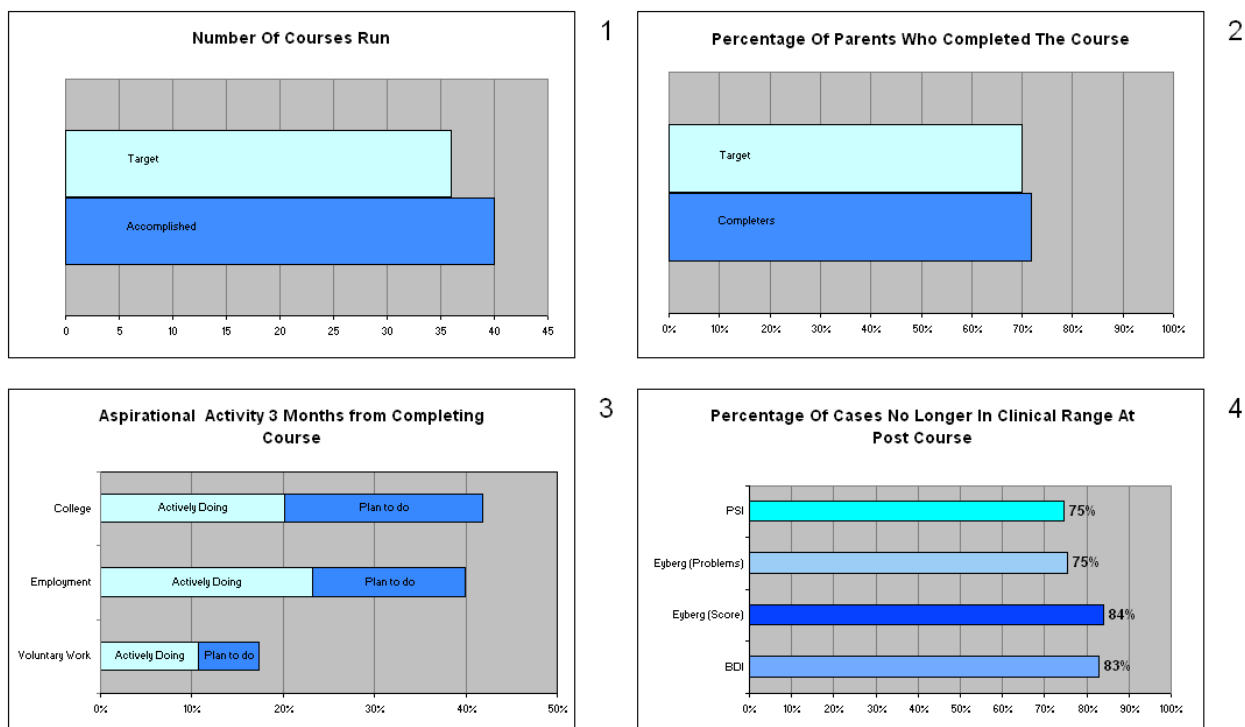 Number Of Courses Run
1
Target
Accomplished
0 5 10 15 20 25 30 35 40 45
Percentage Of Parents Who Completed The Course
2
Target
Completers
0% 10% 20% 30% 40% 50% 60% 70% 80% 90% 100%
Aspirational Activity 3 Months from Completing
Course
3
College Actively Doing Plan to do
Employment Actively Doing Plan to do
Voluntary Work Actively Doing Plan to do
0% 10% 20% 30% 40% 50%
Percentage Of Cases No Longer In Clinical Range At
Post Course
4
PSI 75%
Eyberg (Problems) 75%
Eyberg (Score) 84%
BDI 83%
0% 10% 20% 30% 40% 50% 60% 70% 80% 90% 100%